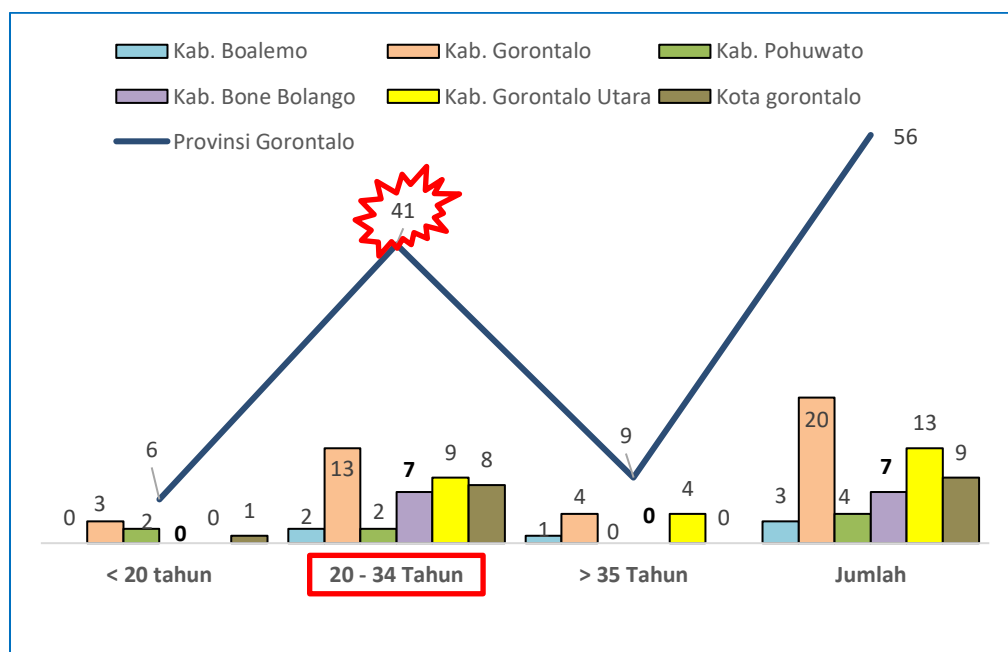 Kab. Boalemo Kab. Gorontalo Kab. Pohuwato
Kab. Bone Bolango Kab. Gorontalo Utara Kota gorontalo
Provinsi Gorontalo
56
41
6
9
0 3 2 0 0 1
2 13 2 7 9 8
1 4 0 0 4 0
3 20 4 7 13 9
< 20 tahun 20 - 34 Tahun > 35 Tahun Jumlah